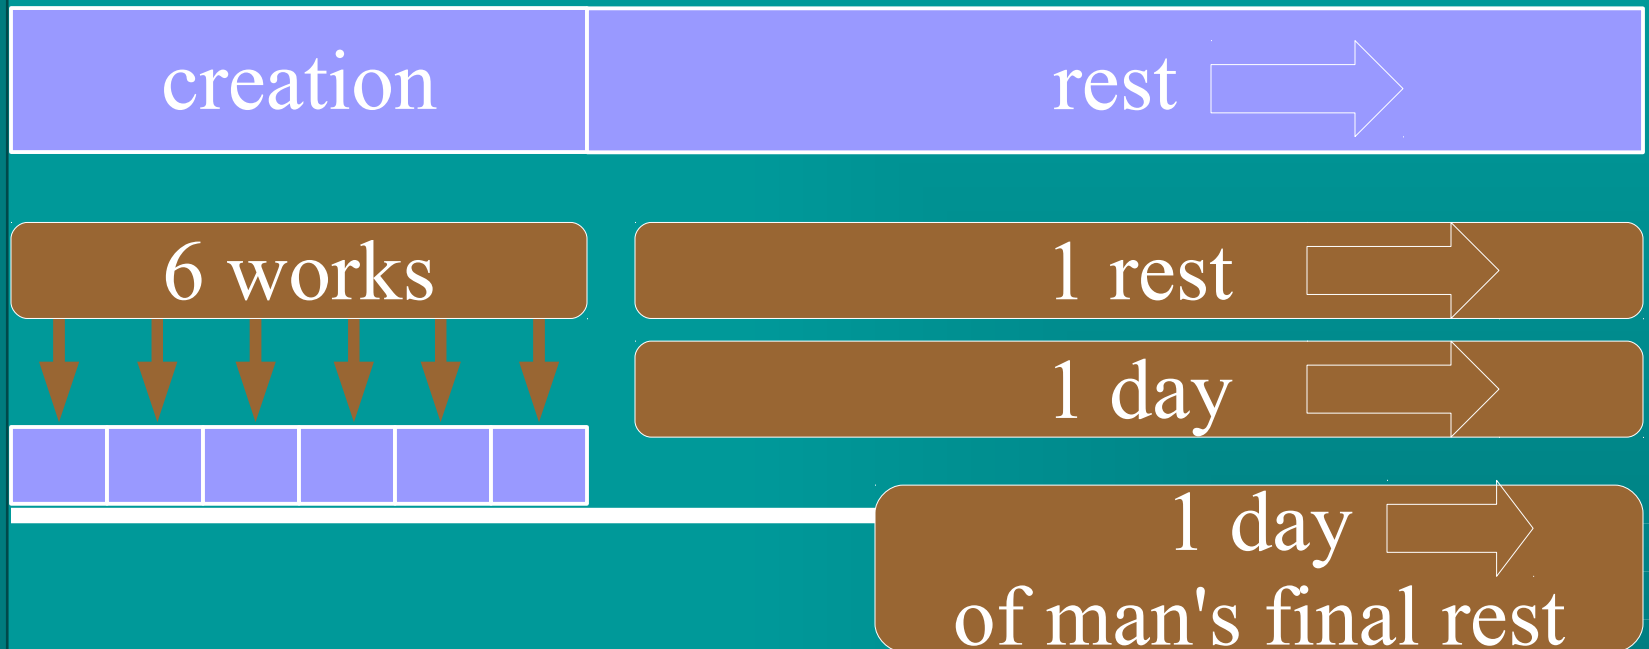 creation
rest
6 works
1 rest
1 day
1 day
of man's final rest